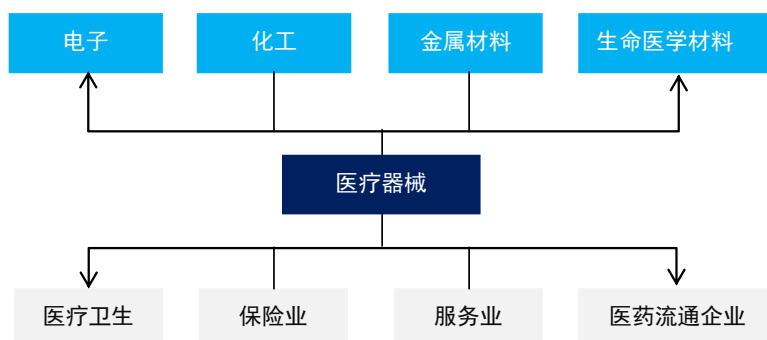 电子
化工
金属材料
生命医学材料
医疗器械
医疗卫生
保险业
服务业
医药流通企业